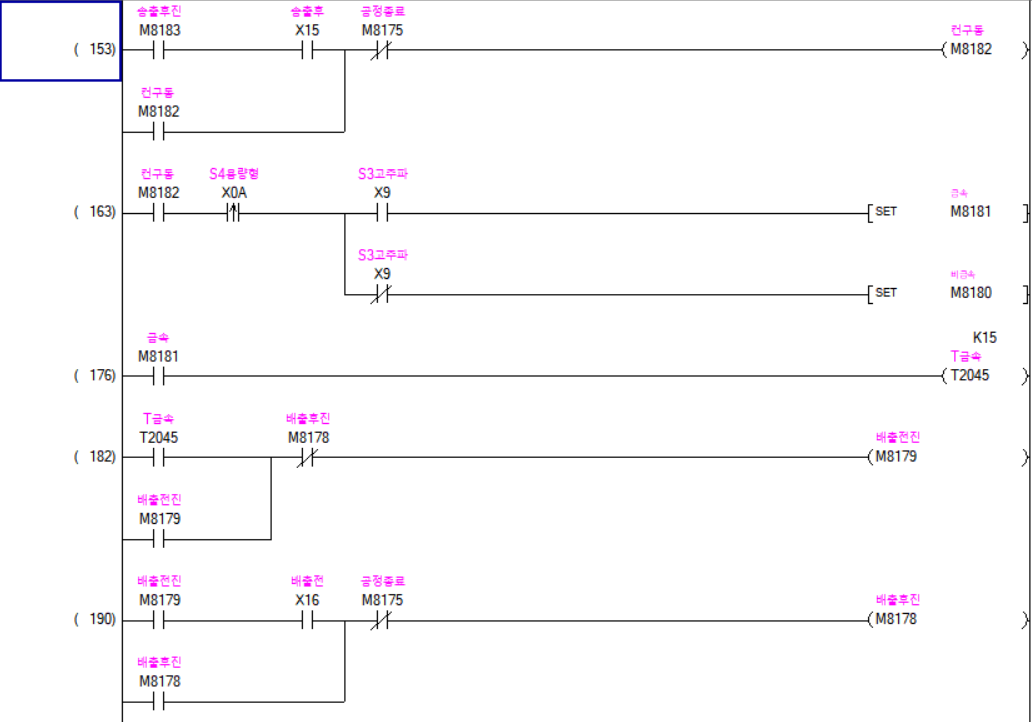 송출후진 송출후 공정종료
M8183 X15 M8175 컨구동
( 153) M8182
컨구동
M8182
컨구동 S4용량형 S3고주파
M8182 X0A X9 금속
( 163) SET M8181
S3고주파
X9 비금속
SET M8180
금속 K15
M8181 T금속
( 176) T2045
T금속 배출후진
T2045 M8178 배출전진
( 182) M8179
배출전진
M8179
배출전진 배출전 공정종료
M8179 X16 M8175 배출후진
( 190) M8178
배출후진
M8178